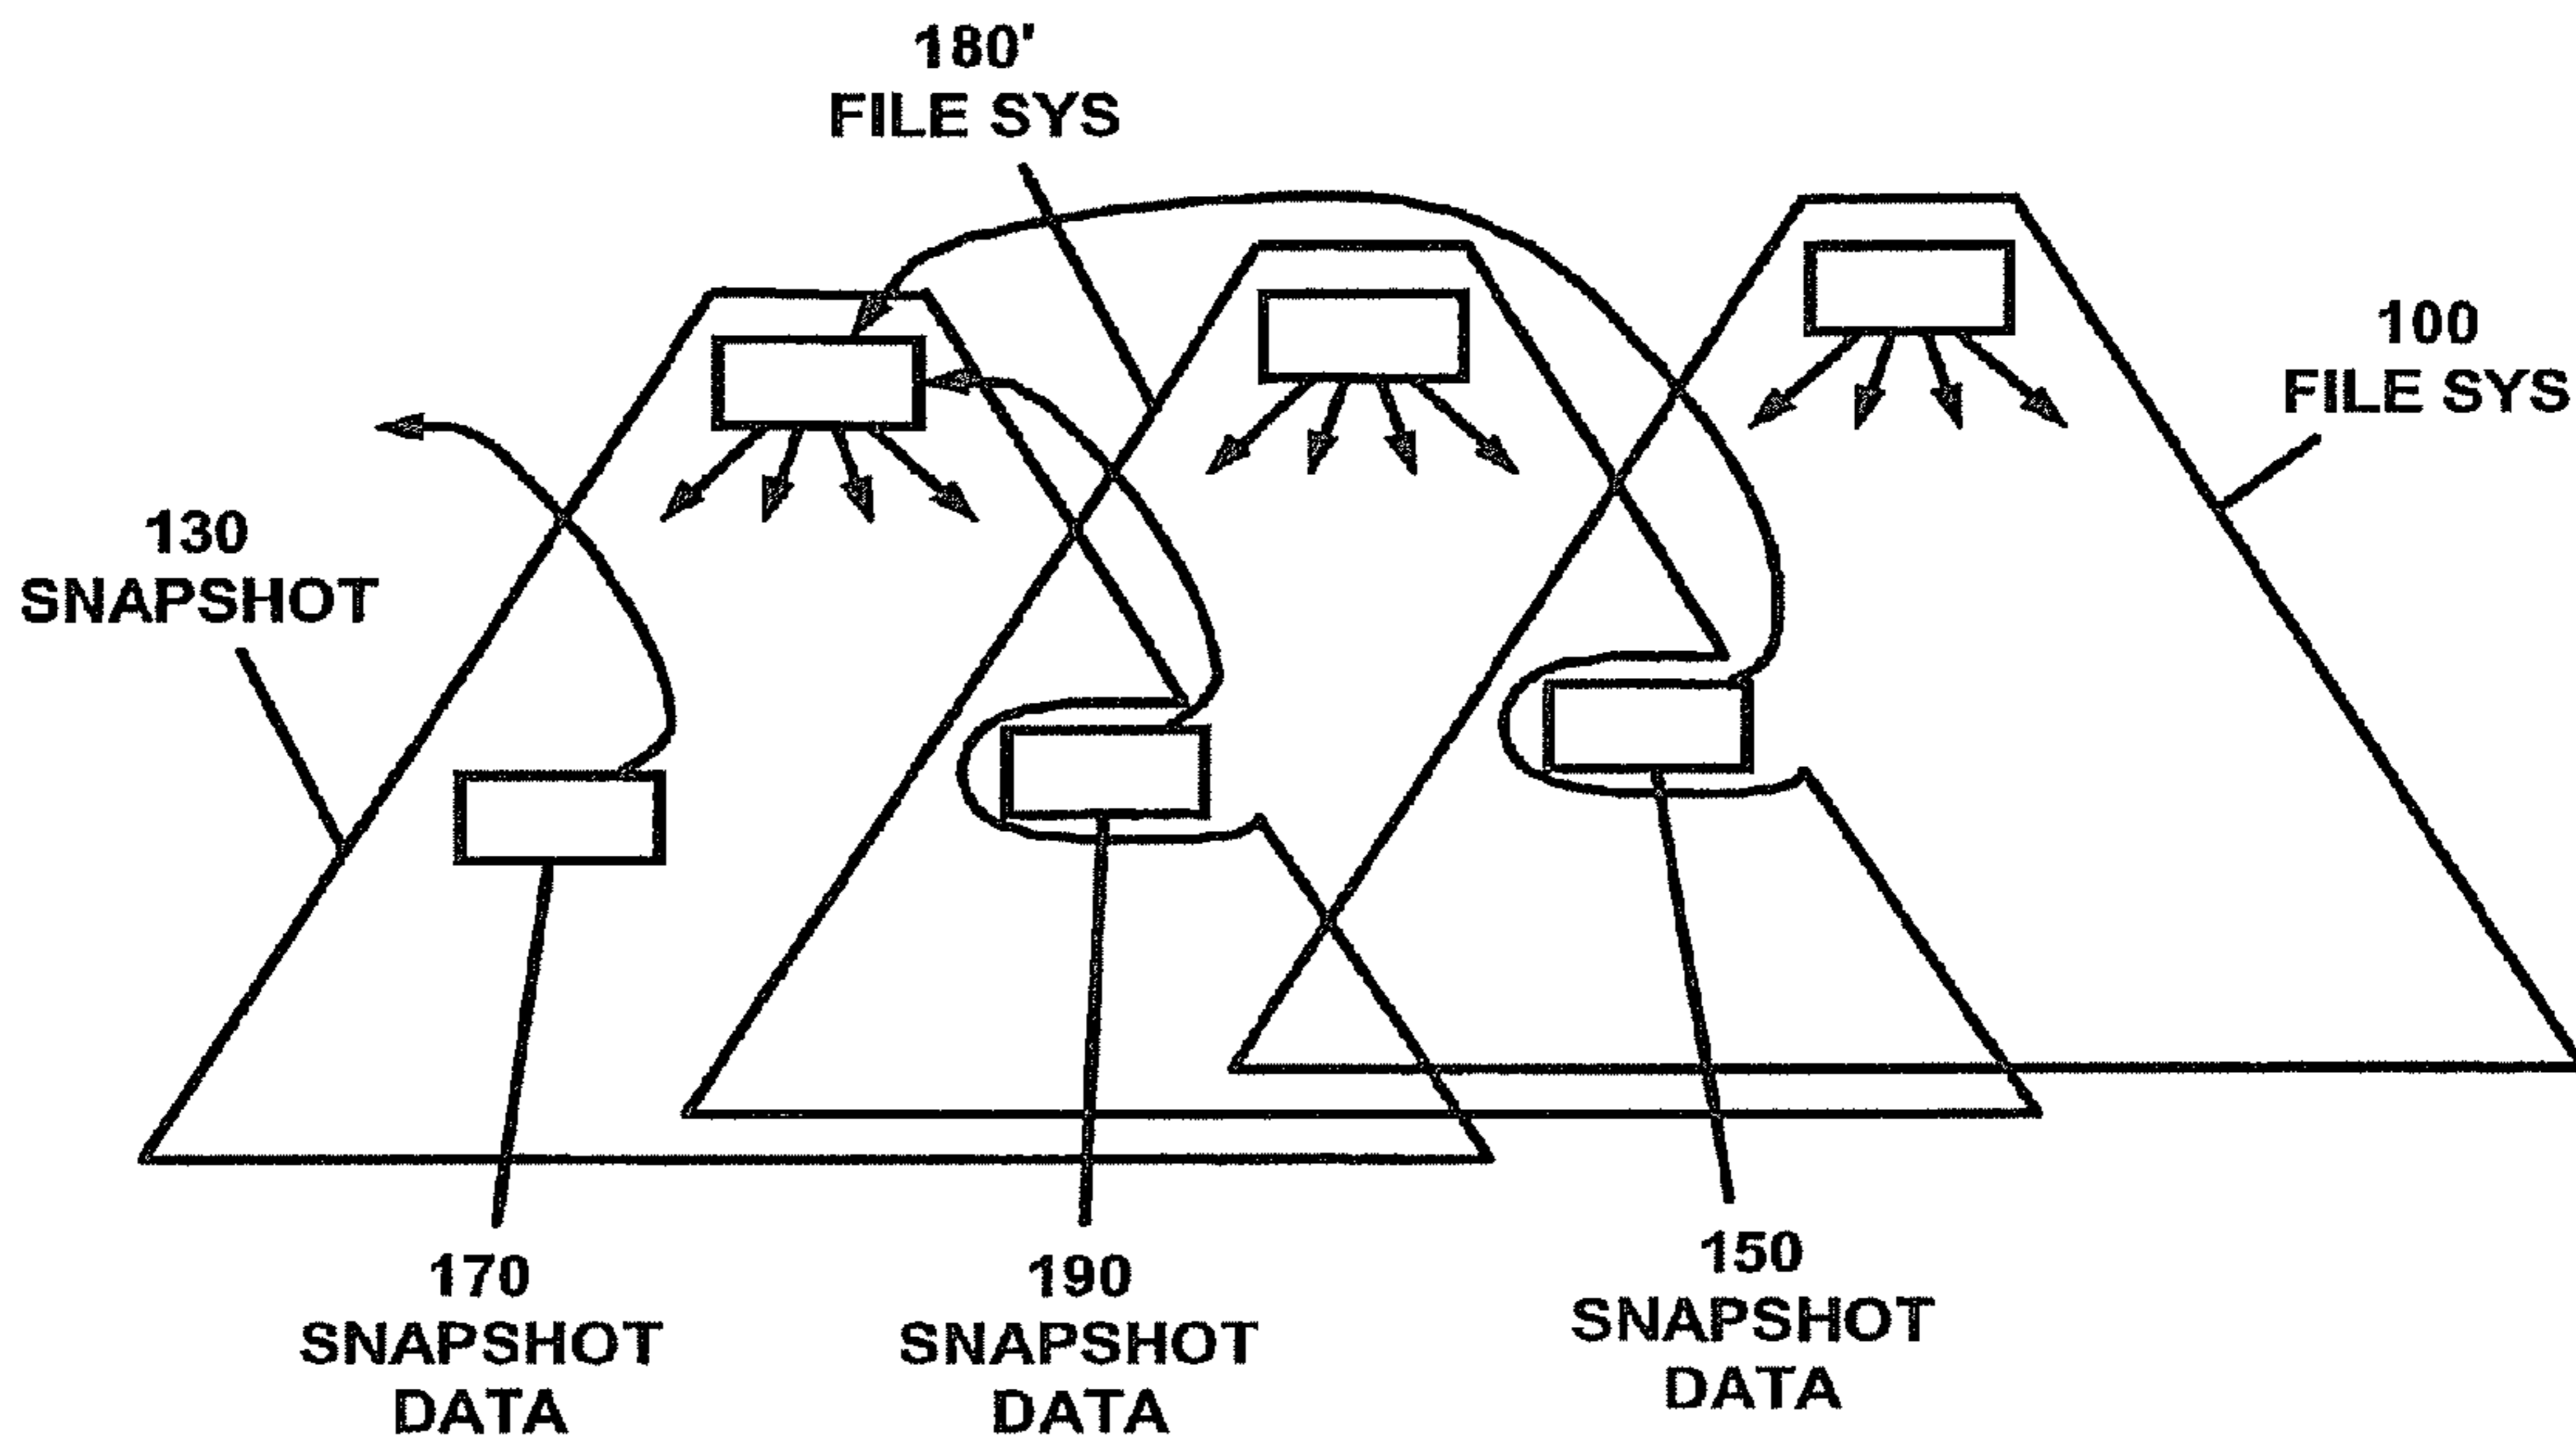 180'
FILE SYS
100
FILE SYS
130
SNAPSHOT
170
SNAPSHOT
DATA
190
SNAPSHOT
DATA
150
SNAPSHOT
DATA